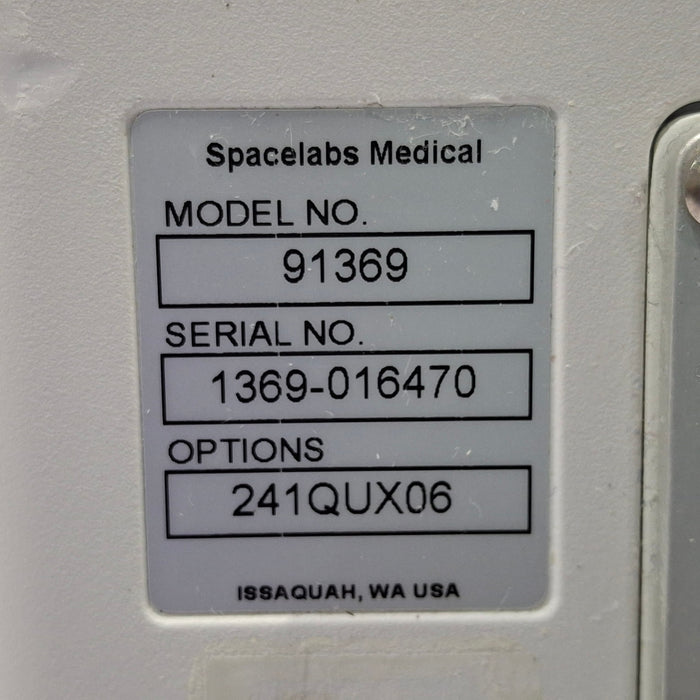 Spacelabs Medical
MODEL NO.
91369
SERIAL NO.
1369-016470
OPTIONS
241QUX06
ISSAQUAH, WA USA